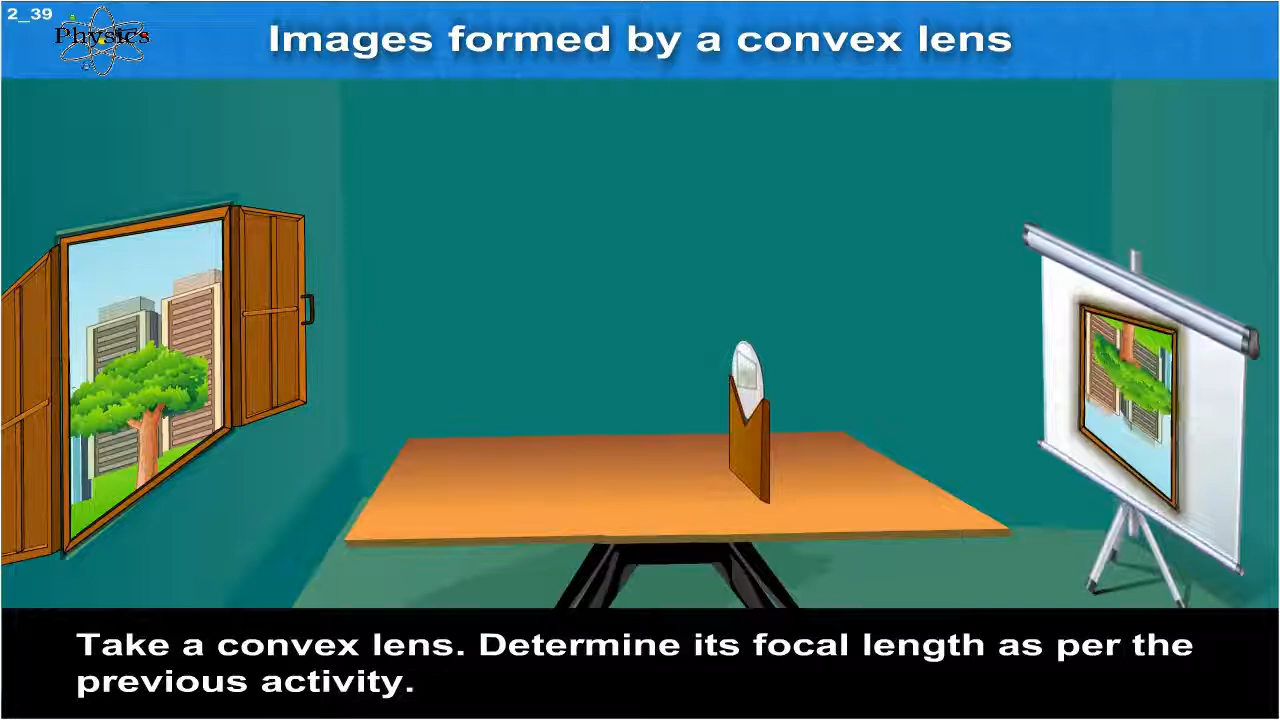 2_39
Physics
Images formed by a convex lens
Take a convex lens. Determine its focal length as per the
previous activity.